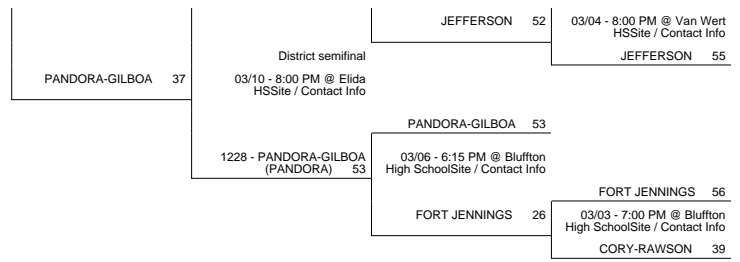 JEFFERSON 52
03/04 - 8:00 PM @ Van Wert
HSSite / Contact Info
JEFFERSON 55
District semifinal
PANDORA-GILBOA 37
03/10 - 8:00 PM @ Elida
HSSite / Contact Info
PANDORA-GILBOA 53
1228 - PANDORA-GILBOA
(PANDORA) 53
03/06 - 6:15 PM @ Bluffton
High SchoolSite / Contact Info
FORT JENNINGS 56
FORT JENNINGS 26
03/03 - 7:00 PM @ Bluffton
High SchoolSite / Contact Info
CORY-RAWSON 39